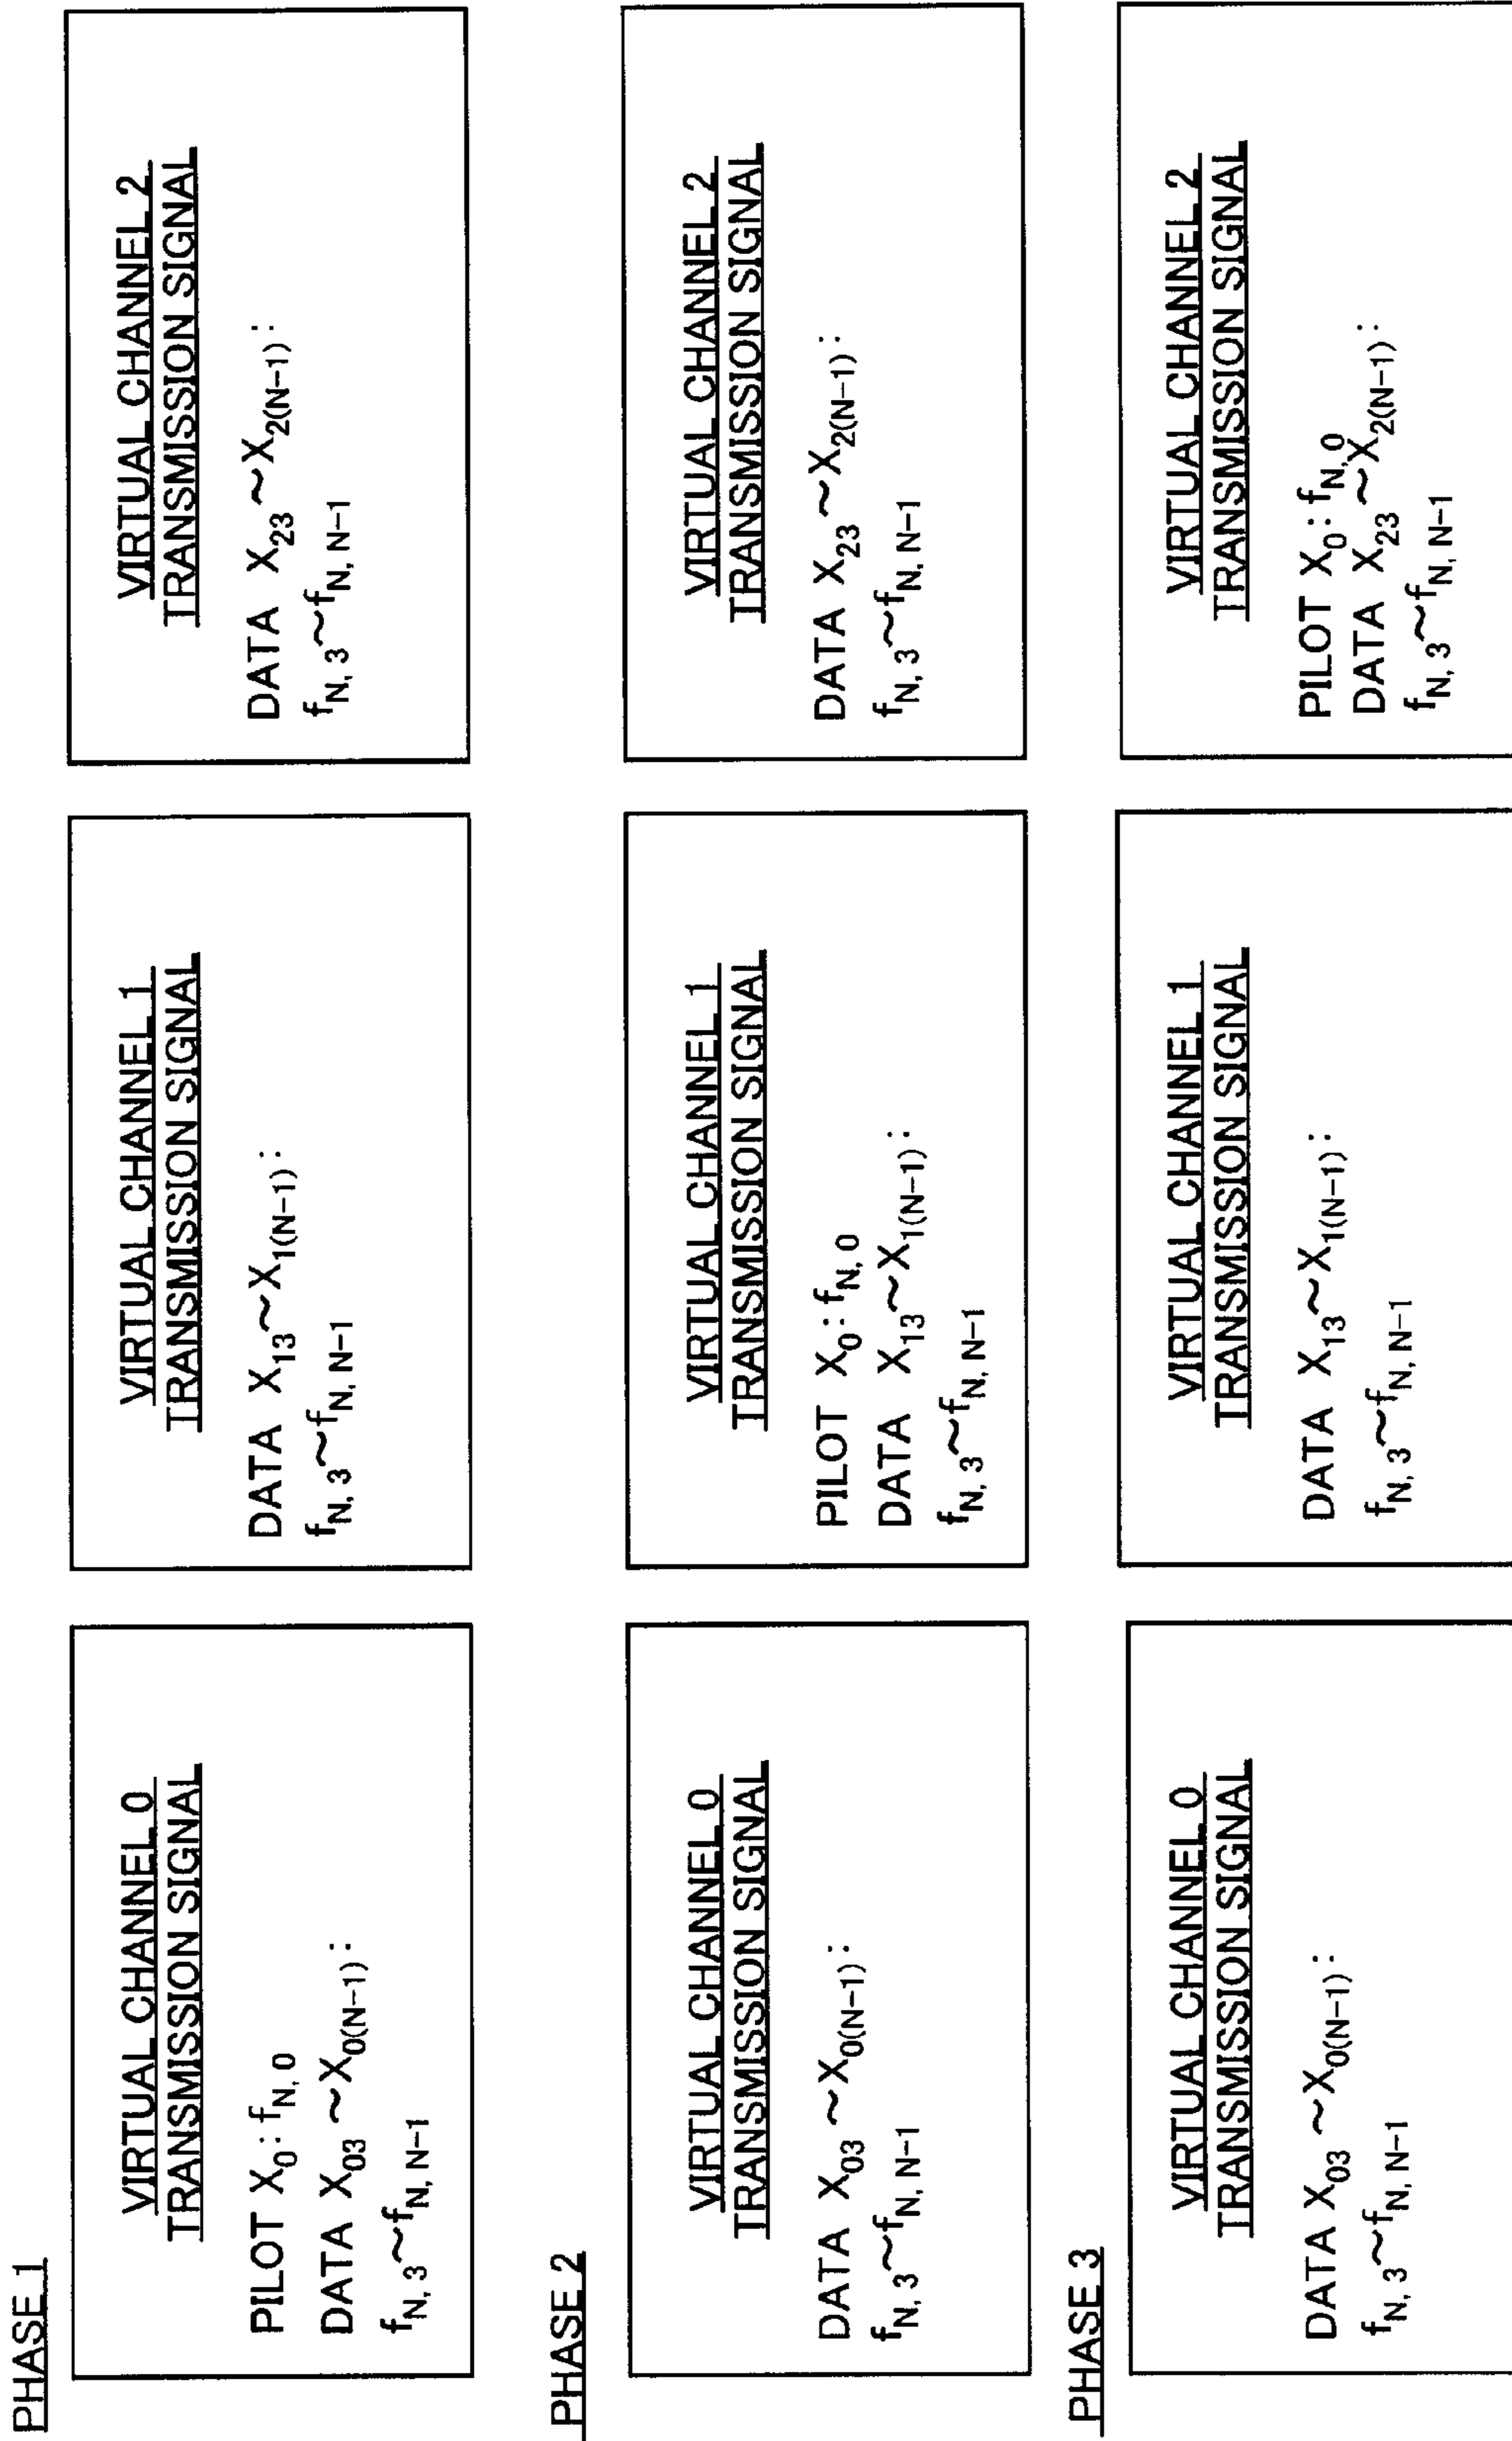 PHASE 1
VIRTUAL CHANNEL 0
TRANSMISSION SIGNAL
PILOT X0:fN,0
DATA X03~X0(N-1):
fN,3~fN,N-1
VIRTUAL CHANNEL 1
TRANSMISSION SIGNAL
DATA X13~X1(N-1):
fN,3~fN,N-1
VIRTUAL CHANNEL 2
TRANSMISSION SIGNAL
DATA X23~X2(N-1):
fN,3~fN,N-1
PHASE 2
VIRTUAL CHANNEL 0
TRANSMISSION SIGNAL
DATA X03~X0(N-1):
fN,3~fN,N-1
VIRTUAL CHANNEL 1
TRANSMISSION SIGNAL
PILOT X0:fN,0
DATA X13~X1(N-1):
fN,3~fN,N-1
VIRTUAL CHANNEL 2
TRANSMISSION SIGNAL
DATA X23~X2(N-1):
fN,3~fN,N-1
PHASE 3
VIRTUAL CHANNEL 0
TRANSMISSION SIGNAL
DATA X03~X0(N-1):
fN,3~fN,N-1
VIRTUAL CHANNEL 1
TRANSMISSION SIGNAL
DATA X13~X1(N-1):
fN,3~fN,N-1
VIRTUAL CHANNEL 2
TRANSMISSION SIGNAL
PILOT X0:fN,0
DATA X23~X2(N-1):
fN,3~fN,N-1